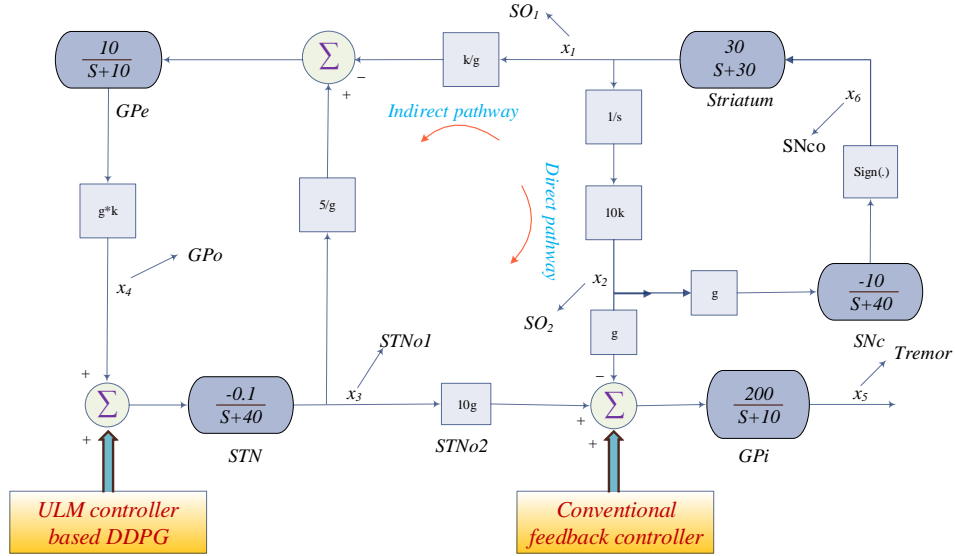 SO1
10
S+10
GPe
∑
−
+
k/g
x1
30
S+30
Striatum
x6
SNco
Indirect pathway
1/s
Sign(.)
g*k
5/g
Direct pathway
10k
GPo
x4
x2
SO2
g
-10
S+40
SNc
g
STNo1
Tremor
+
∑
+
-0.1
S+40
STN
x3
10g
STNo2
−
∑
+
+
200
S+10
GPi
x5
ULM controller
based DDPG
Conventional
feedback controller